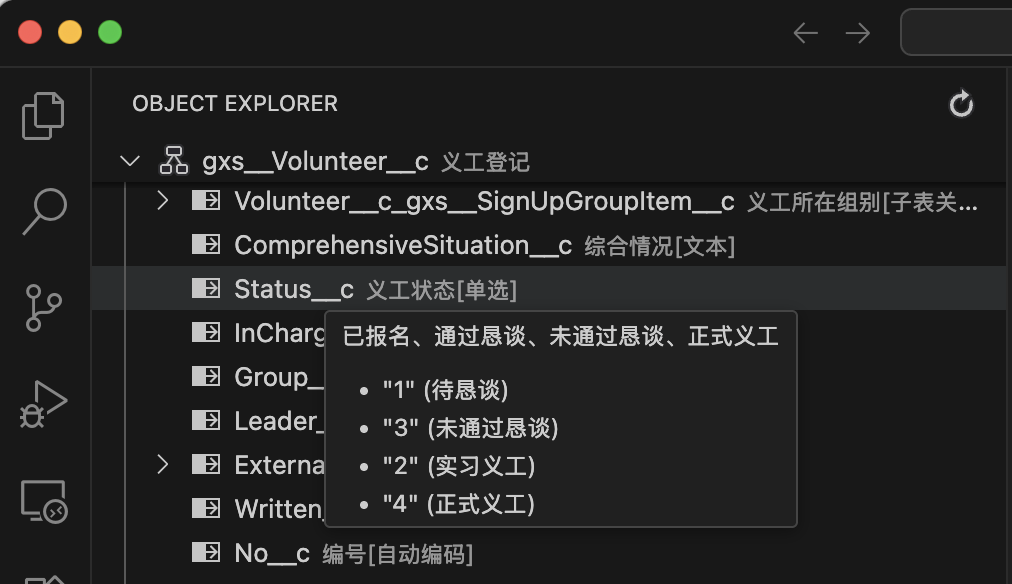 OBJECT EXPLORER
gxs__Volunteer__c 义工登记
Volunteer__c_gxs__SignUpGroupItem__c 义工所在组别[子表关...
ComprehensiveSituation__c 综合情况[文本]
Status__c 义工状态[单选]
InCharg
已报名、通过恳谈、未通过恳谈、正式义工
Group_
"1" (待恳谈)
Leader_
"3" (未通过恳谈)
Externa
"2" (实习义工)
Written_
"4" (正式义工)
No__c 编号[自动编码]